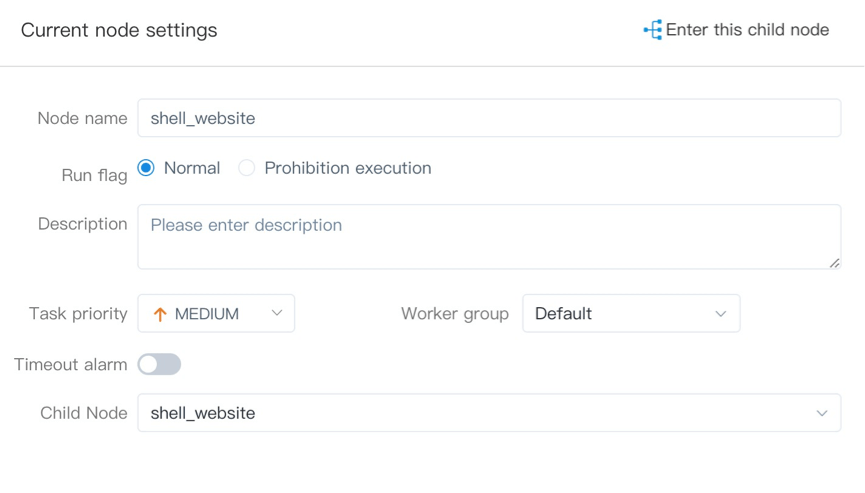 Current node settings
Enter this child node
Node name shell_website
Run flag Normal Prohibition execution
Description Please enter description
Task priority MEDIUM Worker group Default
Timeout alarm
Child Node shell_website